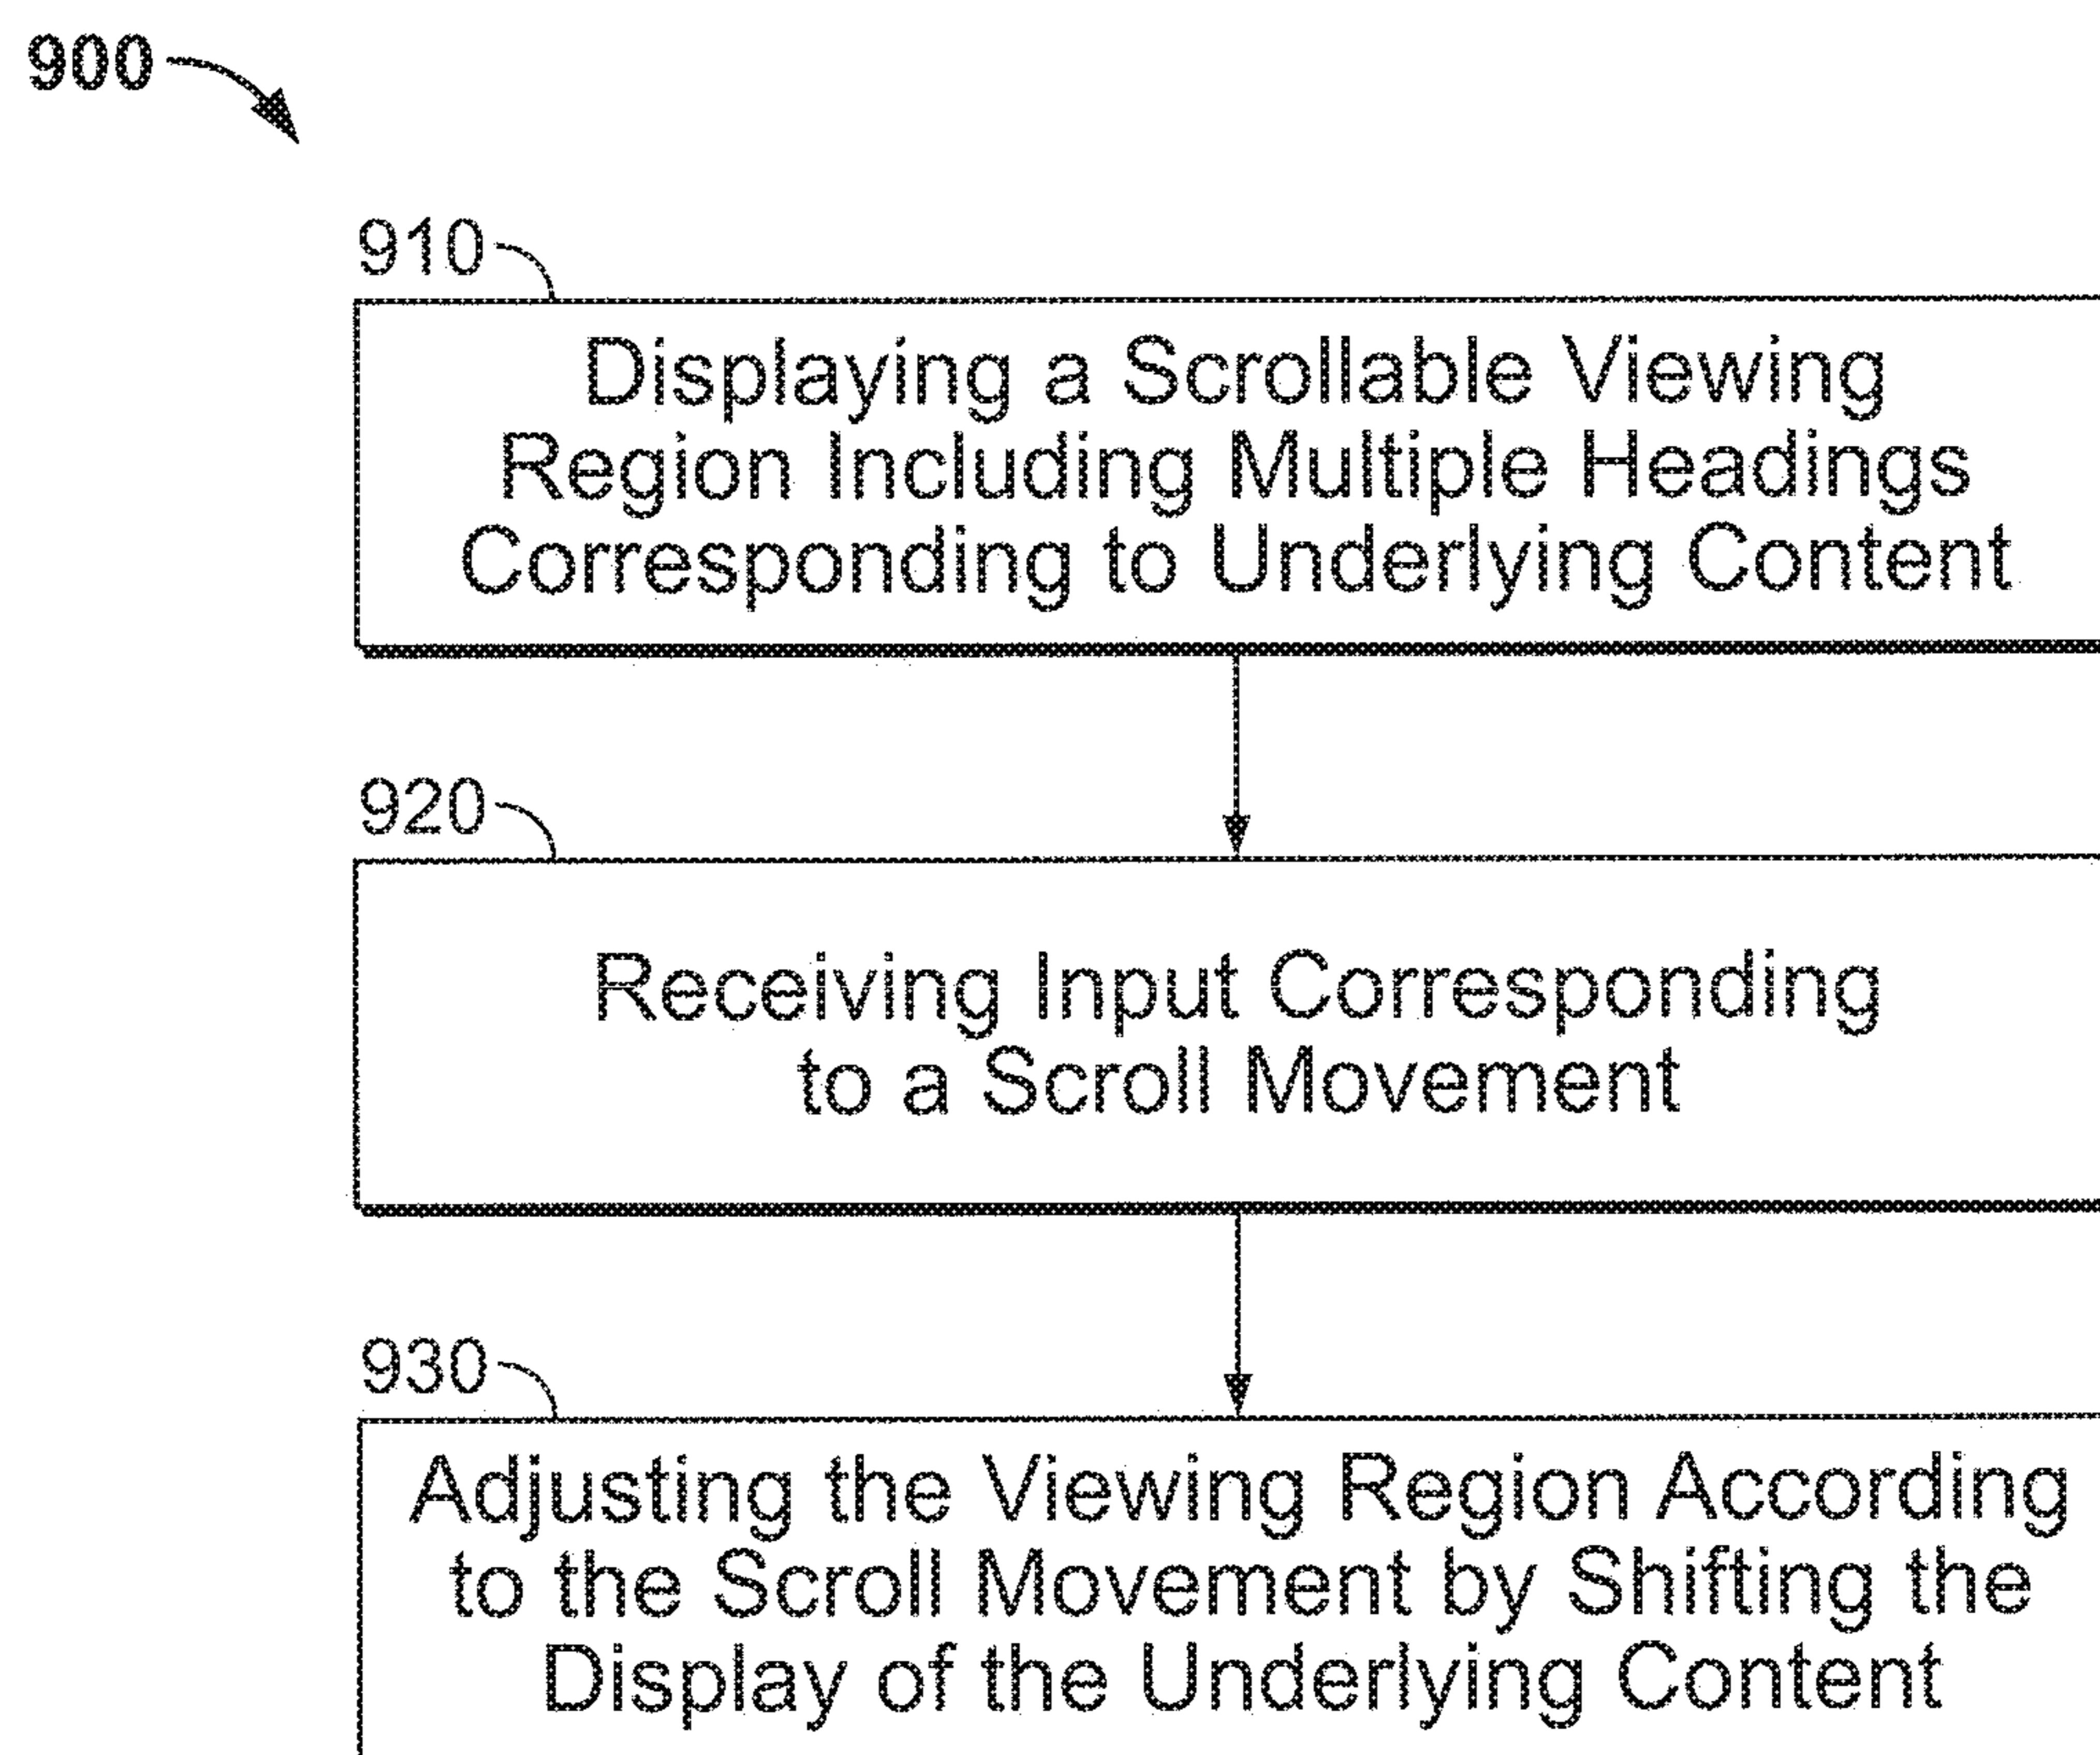 900
910
Displaying a Scrollable Viewing
Region Including Multiple Headings
Corresponding to Underlying Content
920
Receiving Input Corresponding
to a Scroll Movement
930
Adjusting the Viewing Region According
to the Scroll Movement by Shifting the
Display of the Underlying Content